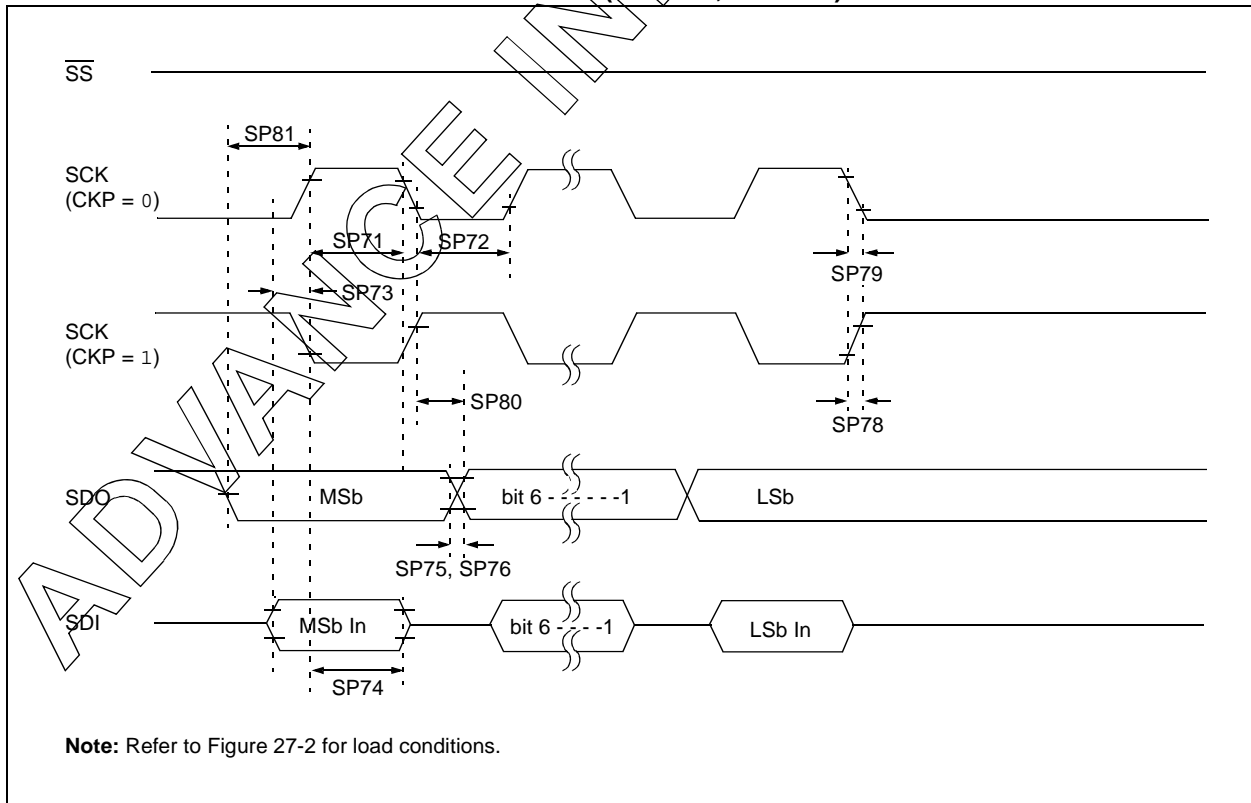 SS
SP81
SCK
(CKP = 0)
SP71
SP72
SP79
SP73
SCK
(CKP = 1)
SP80
SP78
SDO
MSb
bit 6 - - - - - -1
LSb
SP75, SP76
SDI
MSb In
bit 6 - - - - -1
LSb In
SP74
Note: Refer to Figure 27-2 for load conditions.